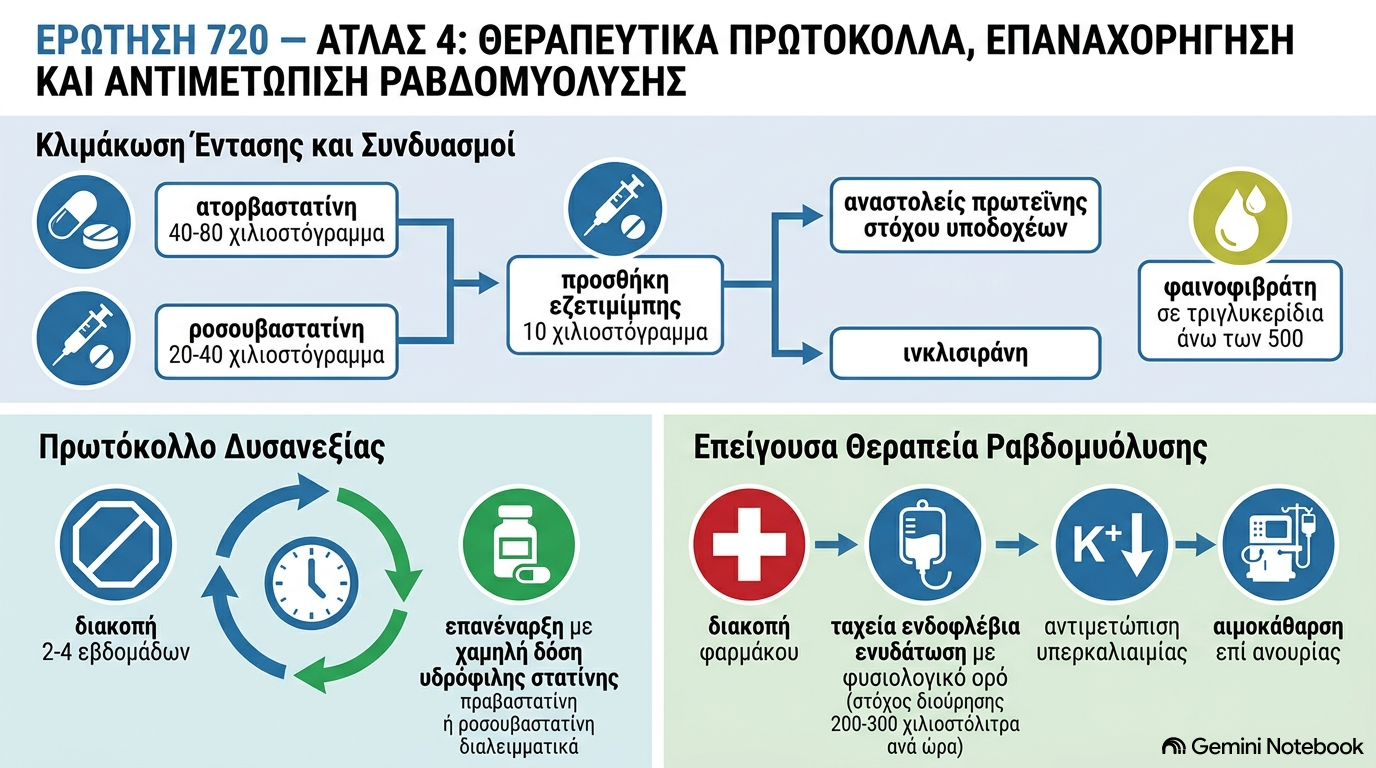 ΕΡΩΤΗΣΗ 720 — ΑΤΛΑΣ 4: ΘΕΡΑΠΕΥΤΙΚΑ ΠΡΩΤΟΚΟΛΛΑ, ΕΠΑΝΑΧΟΡΗΓΗΣΗ
ΚΑΙ ΑΝΤΙΜΕΤΩΠΙΣΗ ΡΑΒΔΟΜΥΟΛΥΣΗΣ
Κλιμάκωση Έντασης και Συνδυασμοί
ατορβαστατίνη
40-80 χιλιοστόγραμμα
ροσουβαστατίνη
20-40 χιλιοστόγραμμα
προσθήκη
εζετιμίμπης
10 χιλιοστόγραμμα
αναστολείς πρωτεΐνης
στόχου υποδοχέων
ινκλισιράνη
φαινοφιβράτη
σε τριγλυκερίδια
άνω των 500
Πρωτόκολλο Δυσανεξίας
διακοπή
2-4 εβδομάδων
επανέναρξη με
χαμηλή δόση
υδρόφιλης στατίνης
πραβαστατίνη
ή ροσουβαστατίνη
διαλειμματικά
Επείγουσα Θεραπεία Ραβδομυόλυσης
διακοπή
φαρμάκου
ταχεία ενδοφλέβια
ενυδάτωση με
φυσιολογικό ορό
(στόχος διούρησης
200-300 χιλιοστόλιτρα
ανά ώρα)
K+
αντιμετώπιση
υπερκαλιαιμίας
αιμοκάθαρση
επί ανουρίας
Gemini Notebook